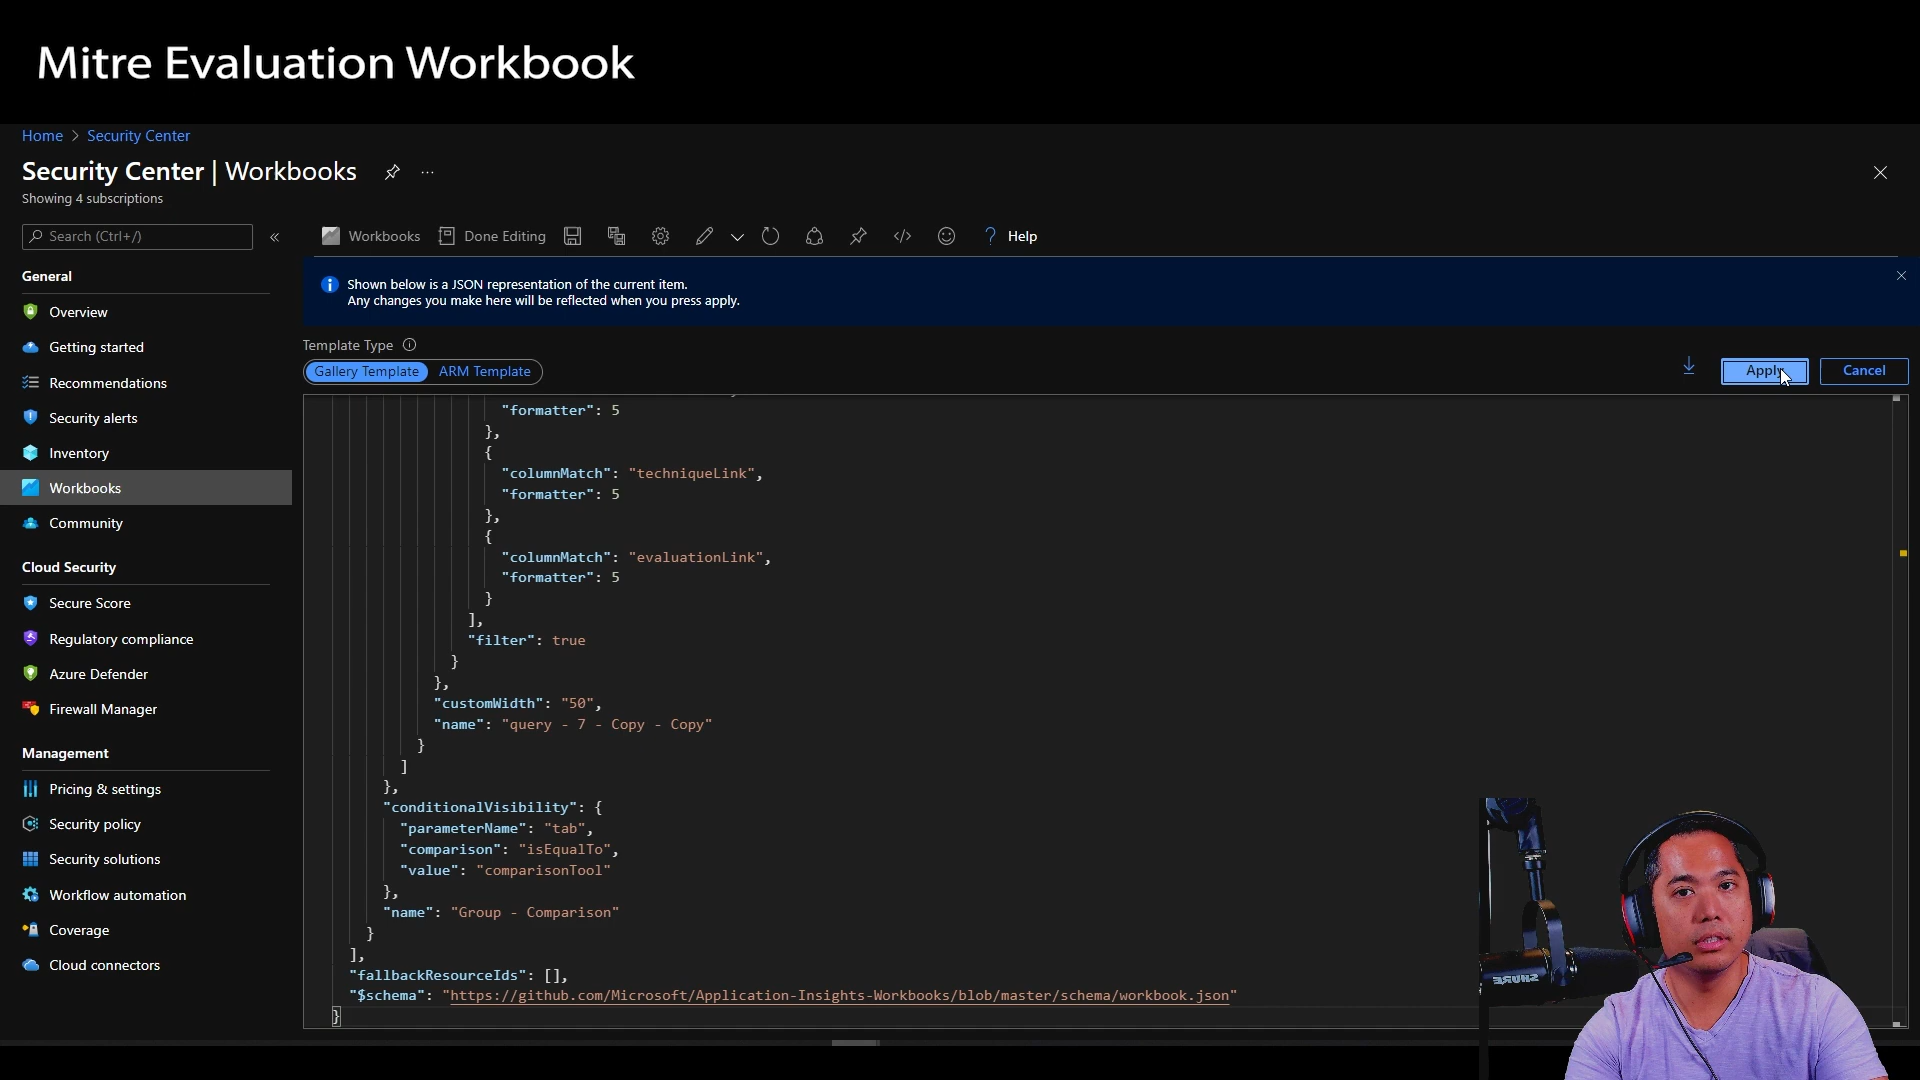 Mitre Evaluation Workbook
Home > Security Center
Security Center | Workbooks
Showing 4 subscriptions
Search (Ctrl+/)
Workbooks
Done Editing
Help
General
Overview
Getting started
Recommendations
Security alerts
Inventory
Workbooks
Community
Cloud Security
Secure Score
Regulatory compliance
Azure Defender
Firewall Manager
Management
Pricing & settings
Security policy
Security solutions
Workflow automation
Coverage
Cloud connectors
Shown below is a JSON representation of the current item.
Any changes you make here will be reflected when you press apply.
Template Type
Gallery Template
ARM Template
Apply
Cancel
"formatter": 5
},
{
"columnMatch": "techniqueLink",
"formatter": 5
},
{
"columnMatch": "evaluationLink",
"formatter": 5
}
],
"filter": true
}
},
"customWidth": "50",
"name": "query - 7 - Copy - Copy"
}
]
},
"conditionalVisibility": {
"parameterName": "tab",
"comparison": "isEqualTo",
"value": "comparisonTool"
},
"name": "Group - Comparison"
}
],
"fallbackResourceIds": [],
"$schema": "https://github.com/Microsoft/Application-Insights-Workbooks/blob/master/schema/workbook.json"
}
SHURE